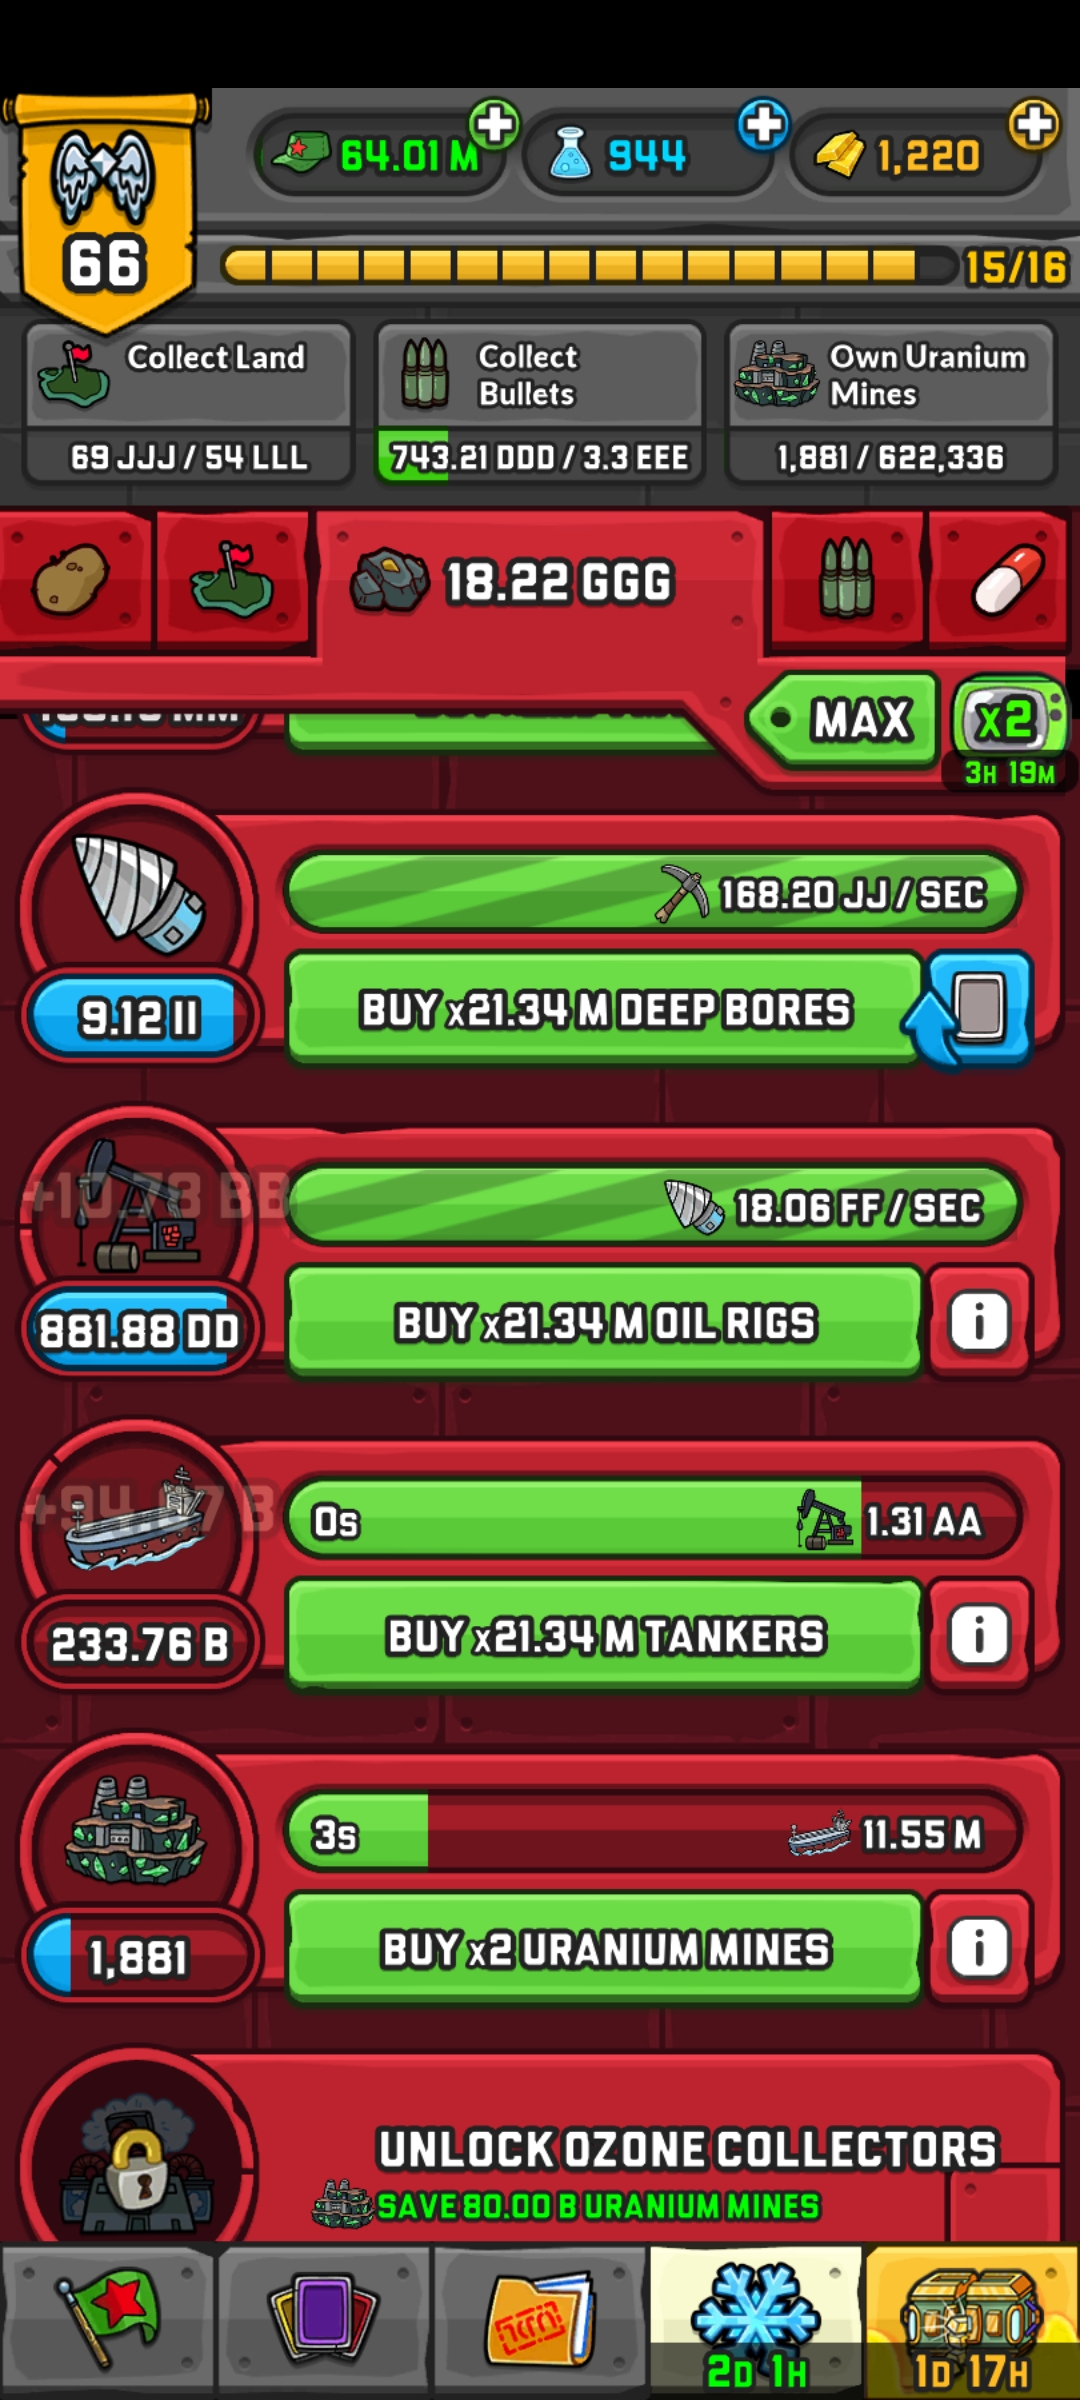 64.01 M
944
1,220
66
15/16
Collect Land
69 JJJ / 54 LLL
Collect
Bullets
743.21 DDD / 3.3 EEE
Own Uranium
Mines
1,881 / 622,336
18.22 GGG
MAX
x2
3H 19M
168.20 JJ / SEC
9.12 II
BUY x21.34 M DEEP BORES
+10.73 BB
18.06 FF / SEC
881.88 DD
BUY x21.34 M OIL RIGS
0s
1.31 AA
233.76 B
BUY x21.34 M TANKERS
3s
11.55 M
1,881
BUY x2 URANIUM MINES
UNLOCK OZONE COLLECTORS
SAVE 80.00 B URANIUM MINES
2D 1H
1D 17H